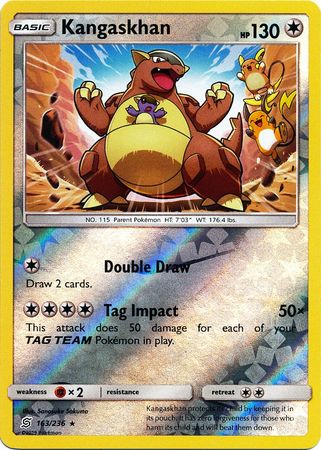 BASIC Kangaskhan HP 130
NO. 115 Parent Pokémon HT: 7'03" WT: 176.4 lbs.
Double Draw
Draw 2 cards.
Tag Impact 50×
This attack does 50 damage for each of your
TAG TEAM Pokémon in play.
weakness ×2 resistance retreat
Illus. Sanosuke Sakuma
163/236 ★
Kangaskhan protects its child by keeping it in
its pouch. It has zero forgiveness for those who
harm its child and will beat them down.